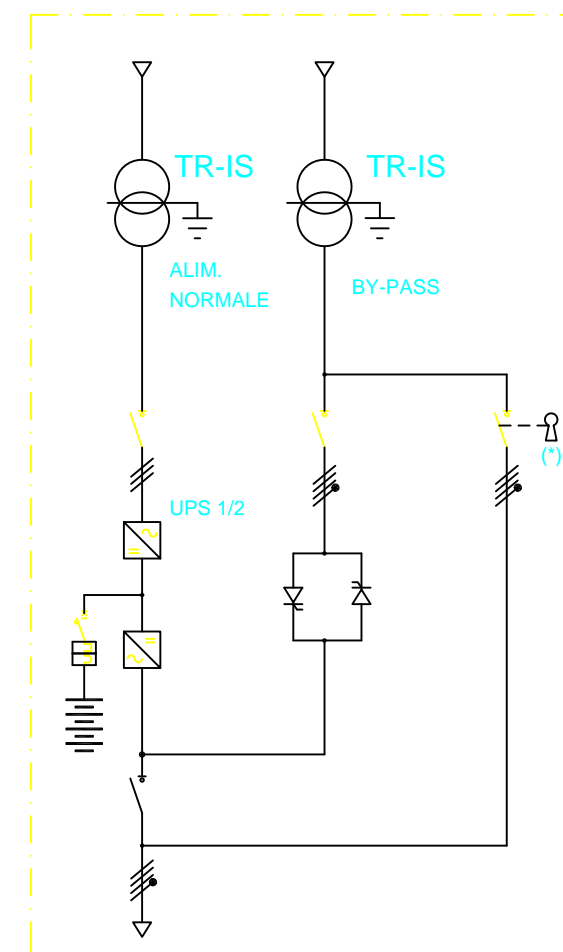 TR-IS
TR-IS
ALIM.
NORMALE
BY-PASS
(*)
UPS 1/2